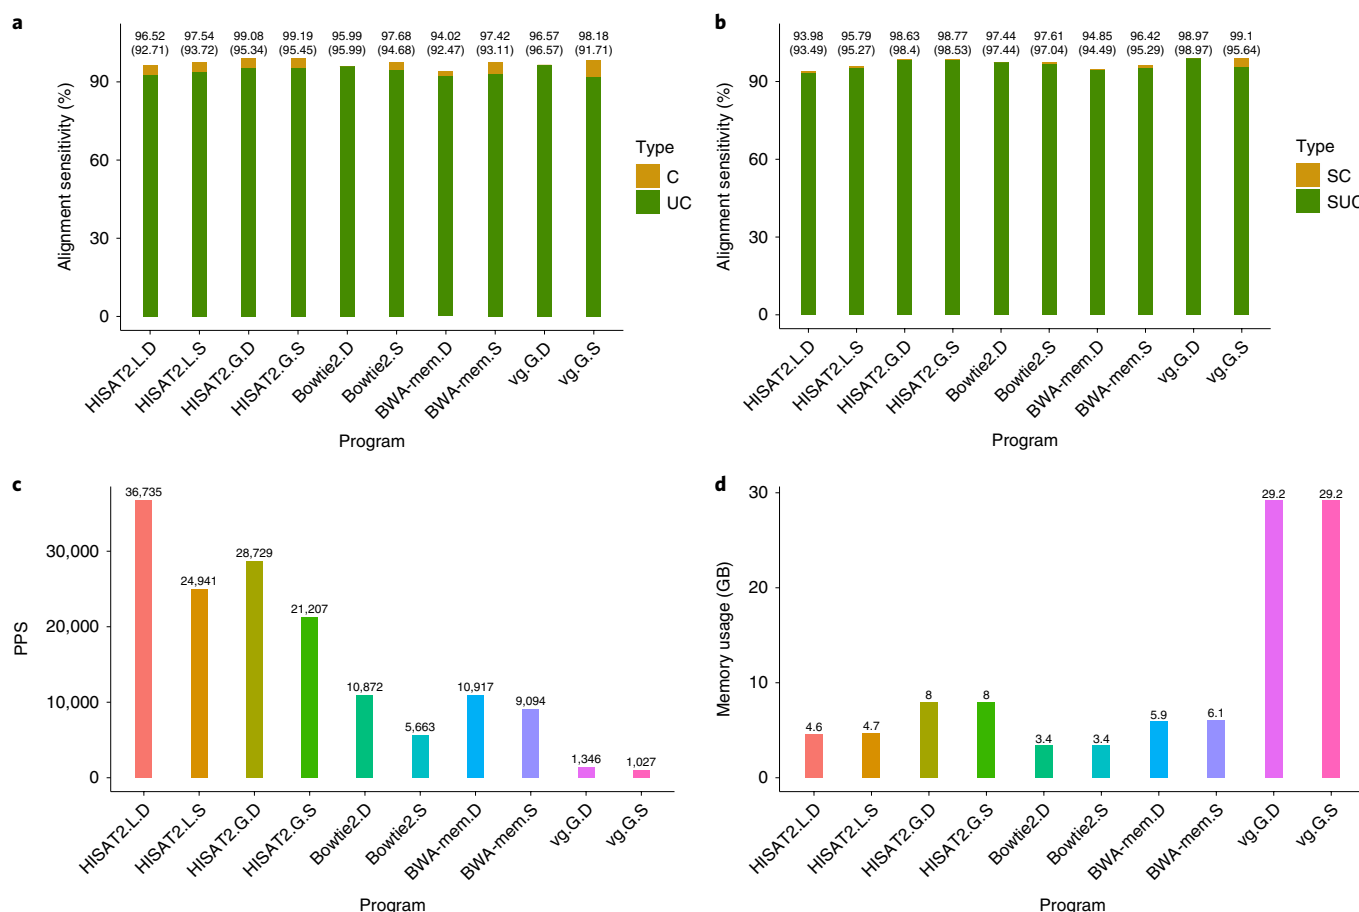 a
96.52 97.54 99.08 99.19 95.99 97.68 94.02 97.42 96.57 98.18
(92.71) (93.72) (95.34) (95.45) (95.99) (94.68) (92.47) (93.11) (96.57) (91.71)
Alignment sensitivity (%)
90
60
30
0
Type
C
UC
HISAT2.L.D HISAT2.L.S HISAT2.G.D HISAT2.G.S Bowtie2.D Bowtie2.S BWA-mem.D BWA-mem.S vg.G.D vg.G.S
Program
b
93.98 95.79 98.63 98.77 97.44 97.61 94.85 96.42 98.97 99.1
(93.49) (95.27) (98.4) (98.53) (97.44) (97.04) (94.49) (95.29) (98.97) (95.64)
Alignment sensitivity (%)
90
60
30
0
Type
SC
SUC
HISAT2.L.D HISAT2.L.S HISAT2.G.D HISAT2.G.S Bowtie2.D Bowtie2.S BWA-mem.D BWA-mem.S vg.G.D vg.G.S
Program
c
36,735 24,941 28,729 21,207 10,872 5,663 10,917 9,094 1,346 1,027
PPS
30,000
20,000
10,000
0
HISAT2.L.D HISAT2.L.S HISAT2.G.D HISAT2.G.S Bowtie2.D Bowtie2.S BWA-mem.D BWA-mem.S vg.G.D vg.G.S
Program
d
4.6 4.7 8 8 3.4 3.4 5.9 6.1 29.2 29.2
Memory usage (GB)
30
20
10
0
HISAT2.L.D HISAT2.L.S HISAT2.G.D HISAT2.G.S Bowtie2.D Bowtie2.S BWA-mem.D BWA-mem.S vg.G.D vg.G.S
Program